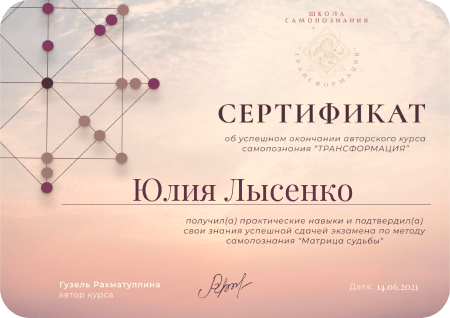 ШКОЛА
САМОПОЗНАНИЯ
ТРАНСФОРМАЦИЯ
СЕРТИФИКАТ
об успешном окончании авторского курса
самопознания "ТРАНСФОРМАЦИЯ"
Юлия Лысенко
получил(а) практические навыки и подтвердил(а)
свои знания успешной сдачей экзамена по методу
самопознания "Матрица судьбы"
Гузель Рахматуллина
автор курса
Дата: 14.06.2021